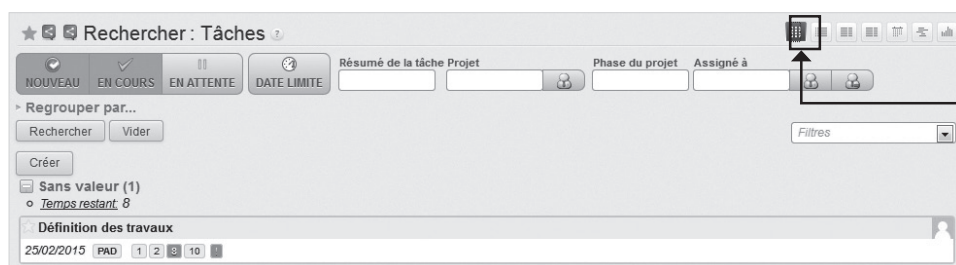 Rechercher : Tâches ?
NOUVEAU EN COURS EN ATTENTE DATE LIMITE
Résumé de la tâche Projet Phase du projet Assigné à
Regrouper par...
Rechercher Vider Filtres
Créer
Sans valeur (1)
Temps restant: 8
Définition des travaux
25/02/2015 PAD 1 2 3 10 !